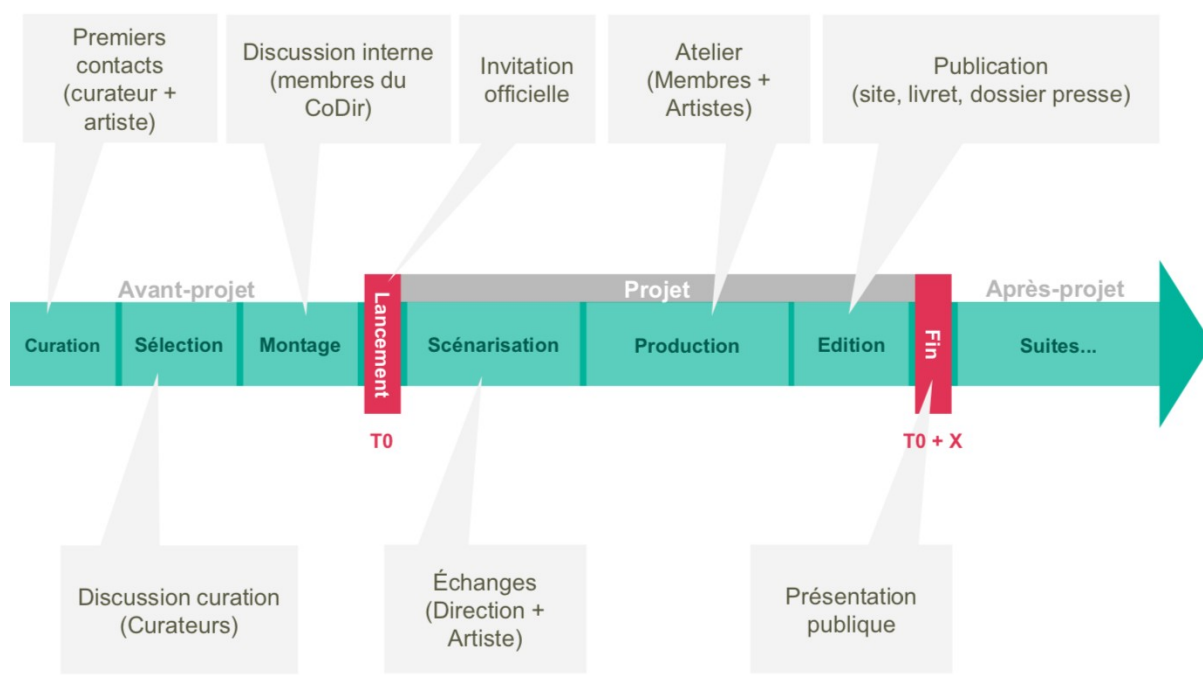 Premiers
contacts
(curateur +
artiste)
Discussion interne
(membres du
CoDir)
Invitation
officielle
Atelier
(Membres +
Artistes)
Publication
(site, livret, dossier presse)
Avant-projet
Projet
Après-projet
Curation
Sélection
Montage
Lancement
Scénarisation
Production
Edition
Fin
Suites...
T0
T0 + X
Discussion curation
(Curateurs)
Échanges
(Direction +
Artiste)
Présentation
publique